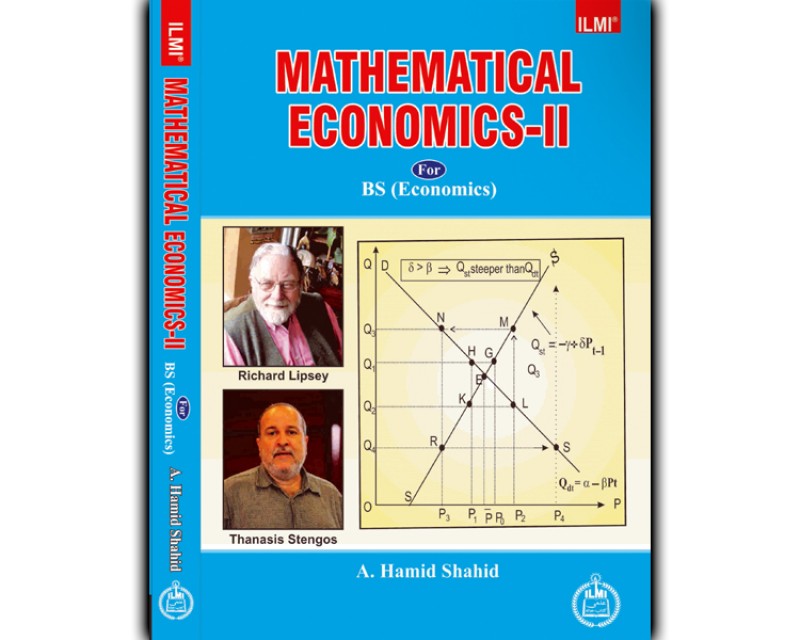 ILMI®
MATHEMATICAL ECONOMICS-II
For
BS (Economics)
A. Hamid Shahid
ILMI
ILMI®
MATHEMATICAL
ECONOMICS-II
For
BS (Economics)
Richard Lipsey
Thanasis Stengos
Q D
δ > β ⇒ Qst steeper than Qdt
S
Q3 N M
Qst = -γ+ δPt-1
Q1 H G
Q3
E
Q2 K L
Q4 R S
Qdt = α – βPt
O S P
P3 P1 P̅ P0 P2 P4
A. Hamid Shahid
ILMI